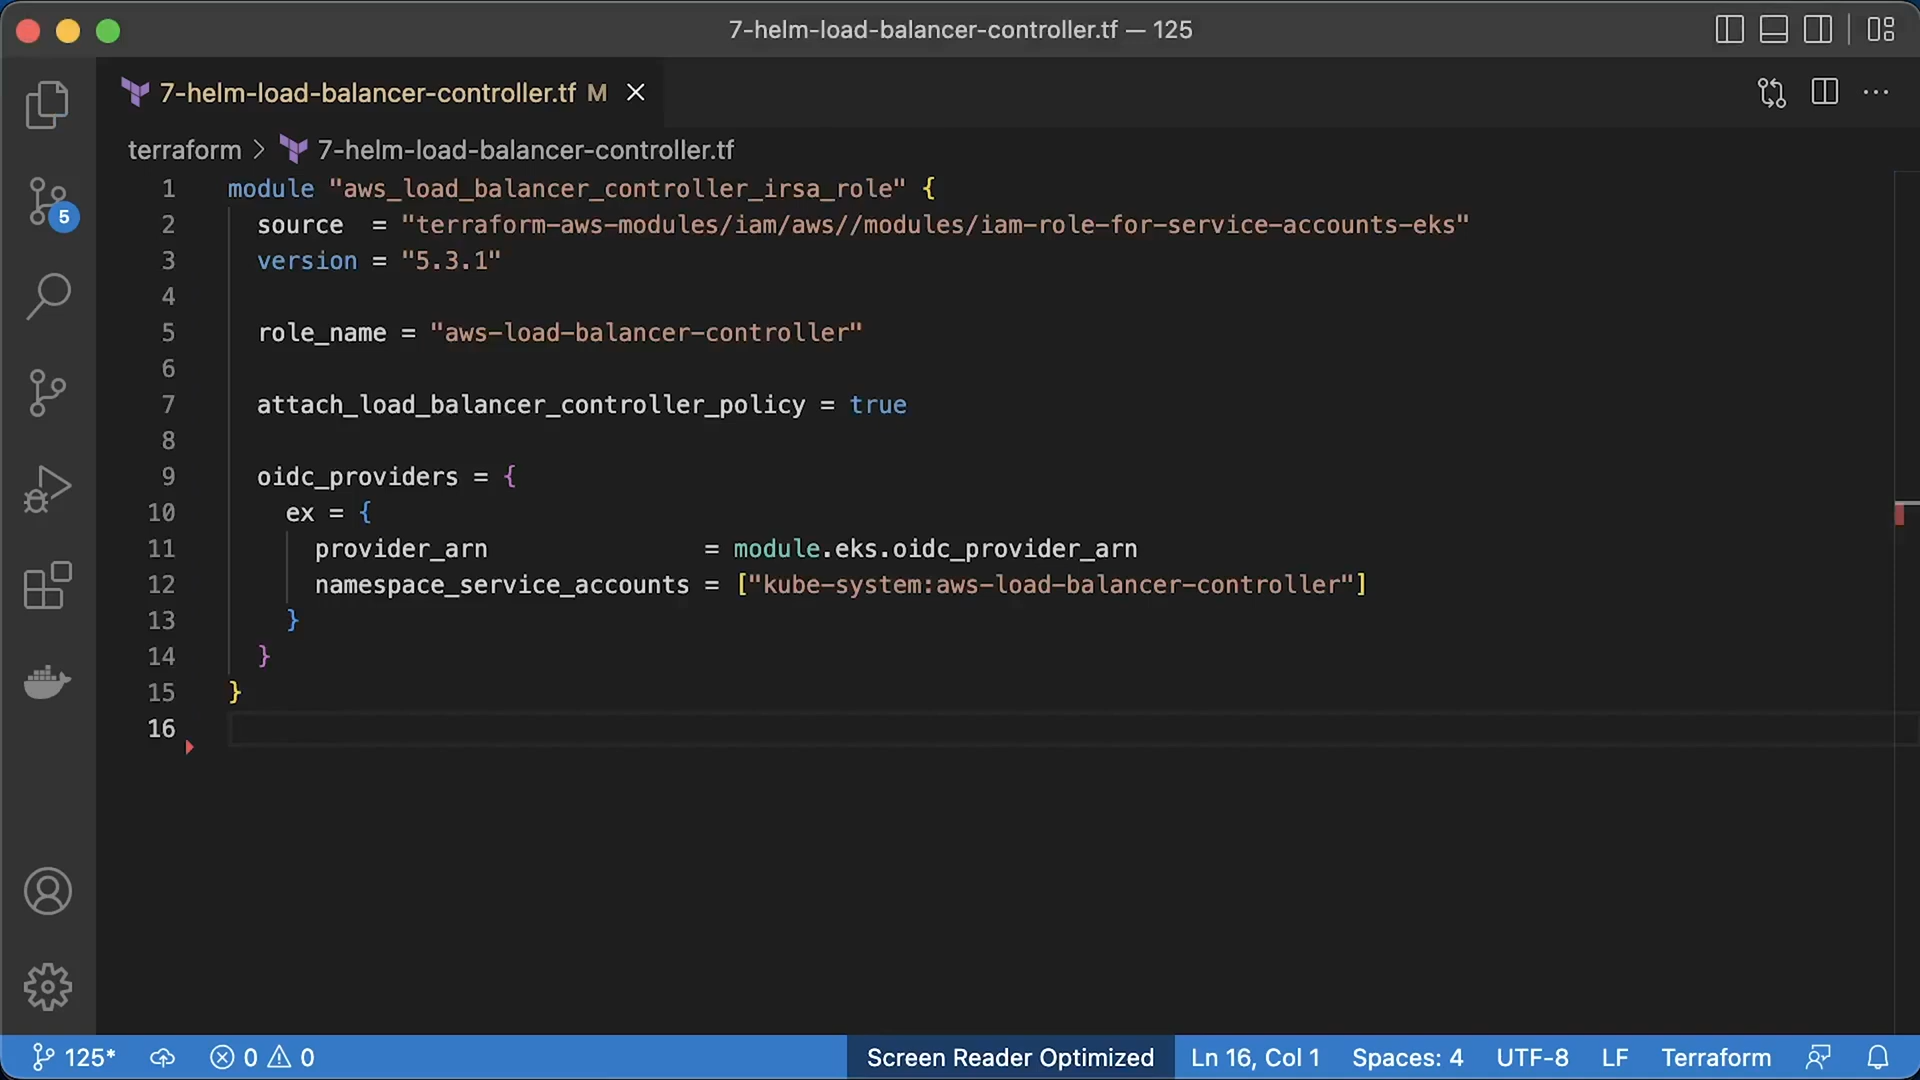 7-helm-load-balancer-controller.tf — 125
7-helm-load-balancer-controller.tf M
terraform > 7-helm-load-balancer-controller.tf
1 module "aws_load_balancer_controller_irsa_role" {
2 source = "terraform-aws-modules/iam/aws//modules/iam-role-for-service-accounts-eks"
3 version = "5.3.1"
4
5 role_name = "aws-load-balancer-controller"
6
7 attach_load_balancer_controller_policy = true
8
9 oidc_providers = {
10 ex = {
11 provider_arn = module.eks.oidc_provider_arn
12 namespace_service_accounts = ["kube-system:aws-load-balancer-controller"]
13 }
14 }
15 }
16
5
125* 0 0 Screen Reader Optimized Ln 16, Col 1 Spaces: 4 UTF-8 LF Terraform